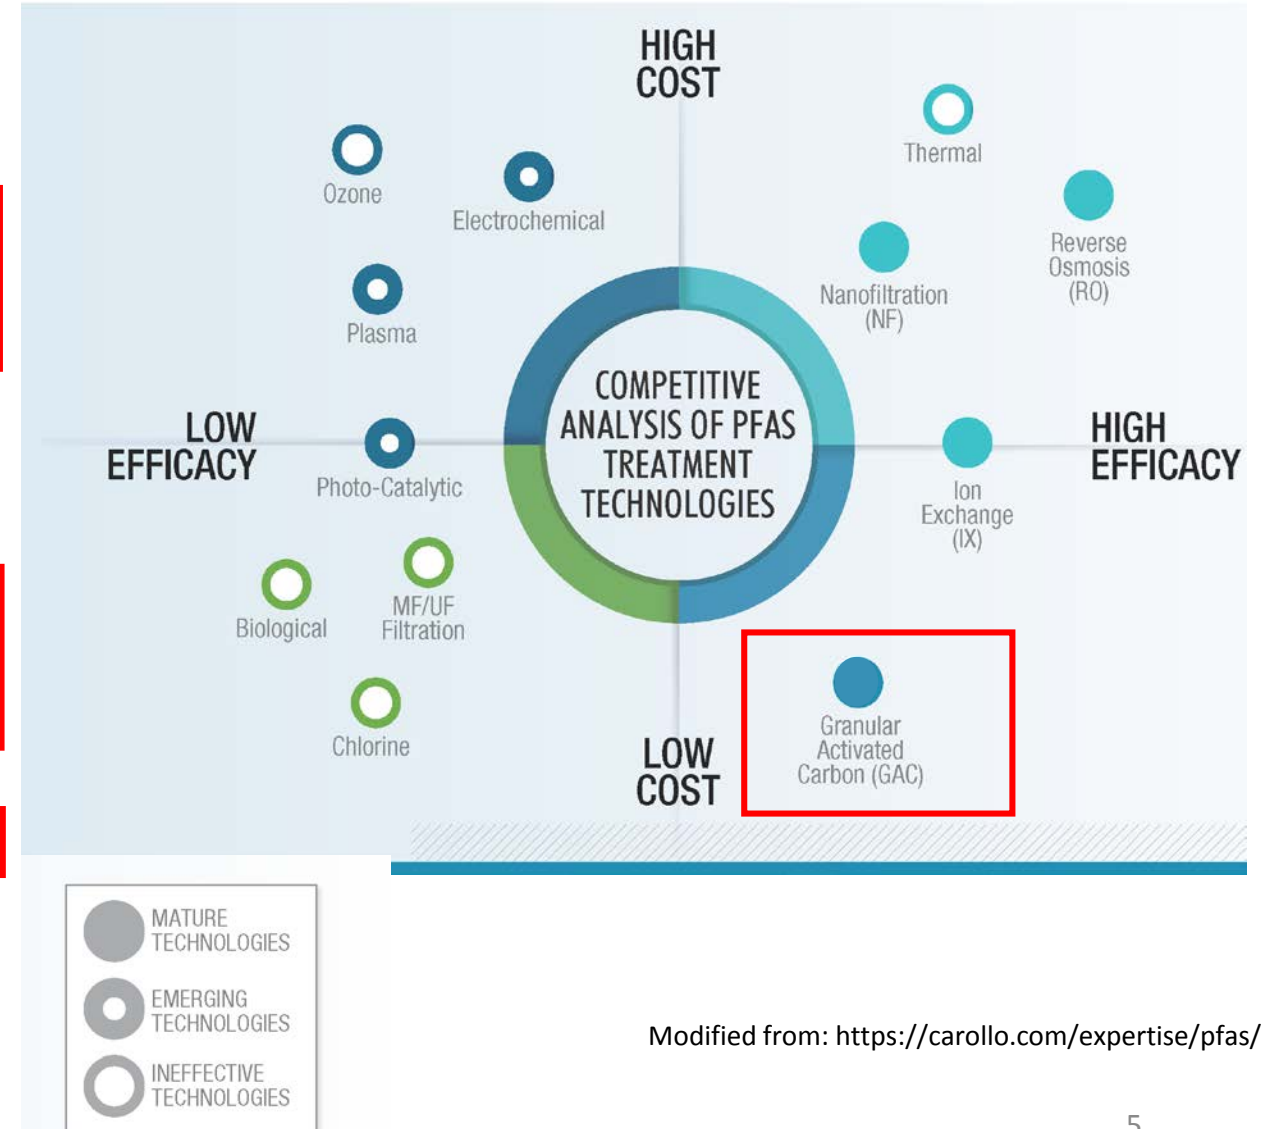 HIGH
COST
Thermal
Ozone
Electrochemical
Reverse
Osmosis
(RO)
Nanofiltration
(NF)
Plasma
COMPETITIVE
ANALYSIS OF PFAS
TREATMENT
TECHNOLOGIES
LOW
EFFICACY
HIGH
EFFICACY
Photo-Catalytic
Ion
Exchange
(IX)
Biological
MF/UF
Filtration
Chlorine
LOW
COST
Granular
Activated
Carbon (GAC)
MATURE
TECHNOLOGIES
EMERGING
TECHNOLOGIES
INEFFECTIVE
TECHNOLOGIES
Modified from: https://carollo.com/expertise/pfas/
5